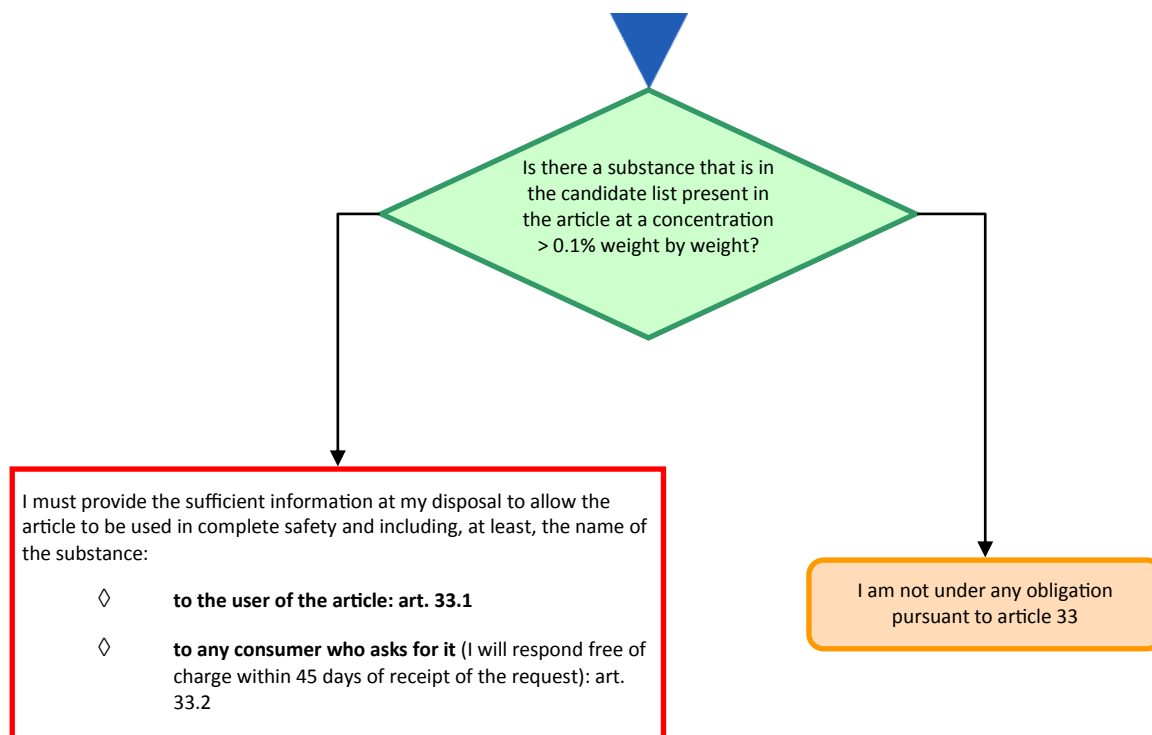 Is there a substance that is in
the candidate list present in
the article at a concentration
> 0.1% weight by weight?
I must provide the sufficient information at my disposal to allow the
article to be used in complete safety and including, at least, the name of
the substance:
◊ to the user of the article: art. 33.1
◊ to any consumer who asks for it (I will respond free of
charge within 45 days of receipt of the request): art.
33.2
I am not under any obligation
pursuant to article 33